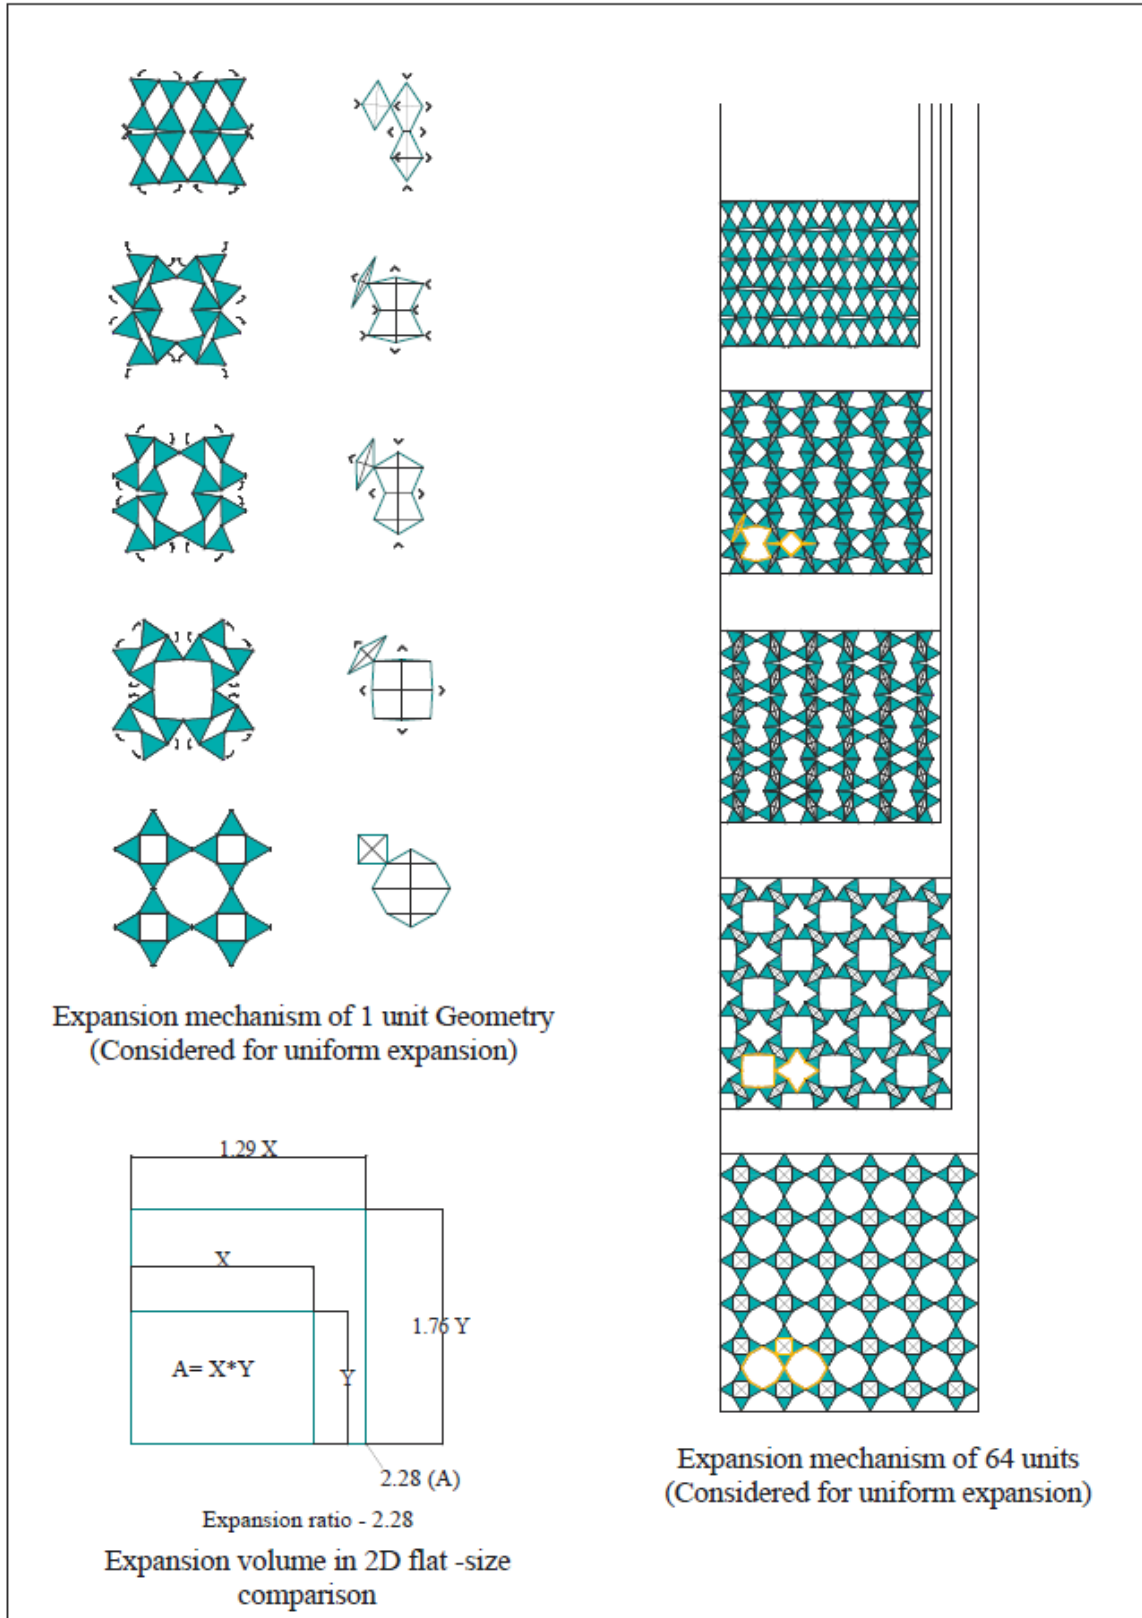 Expansion mechanism of 1 unit Geometry
(Considered for uniform expansion)
1.29 X
X
1.76 Y
A= X*Y
Y
2.28 (A)
Expansion ratio - 2.28
Expansion volume in 2D flat -size
comparison
Expansion mechanism of 64 units
(Considered for uniform expansion)